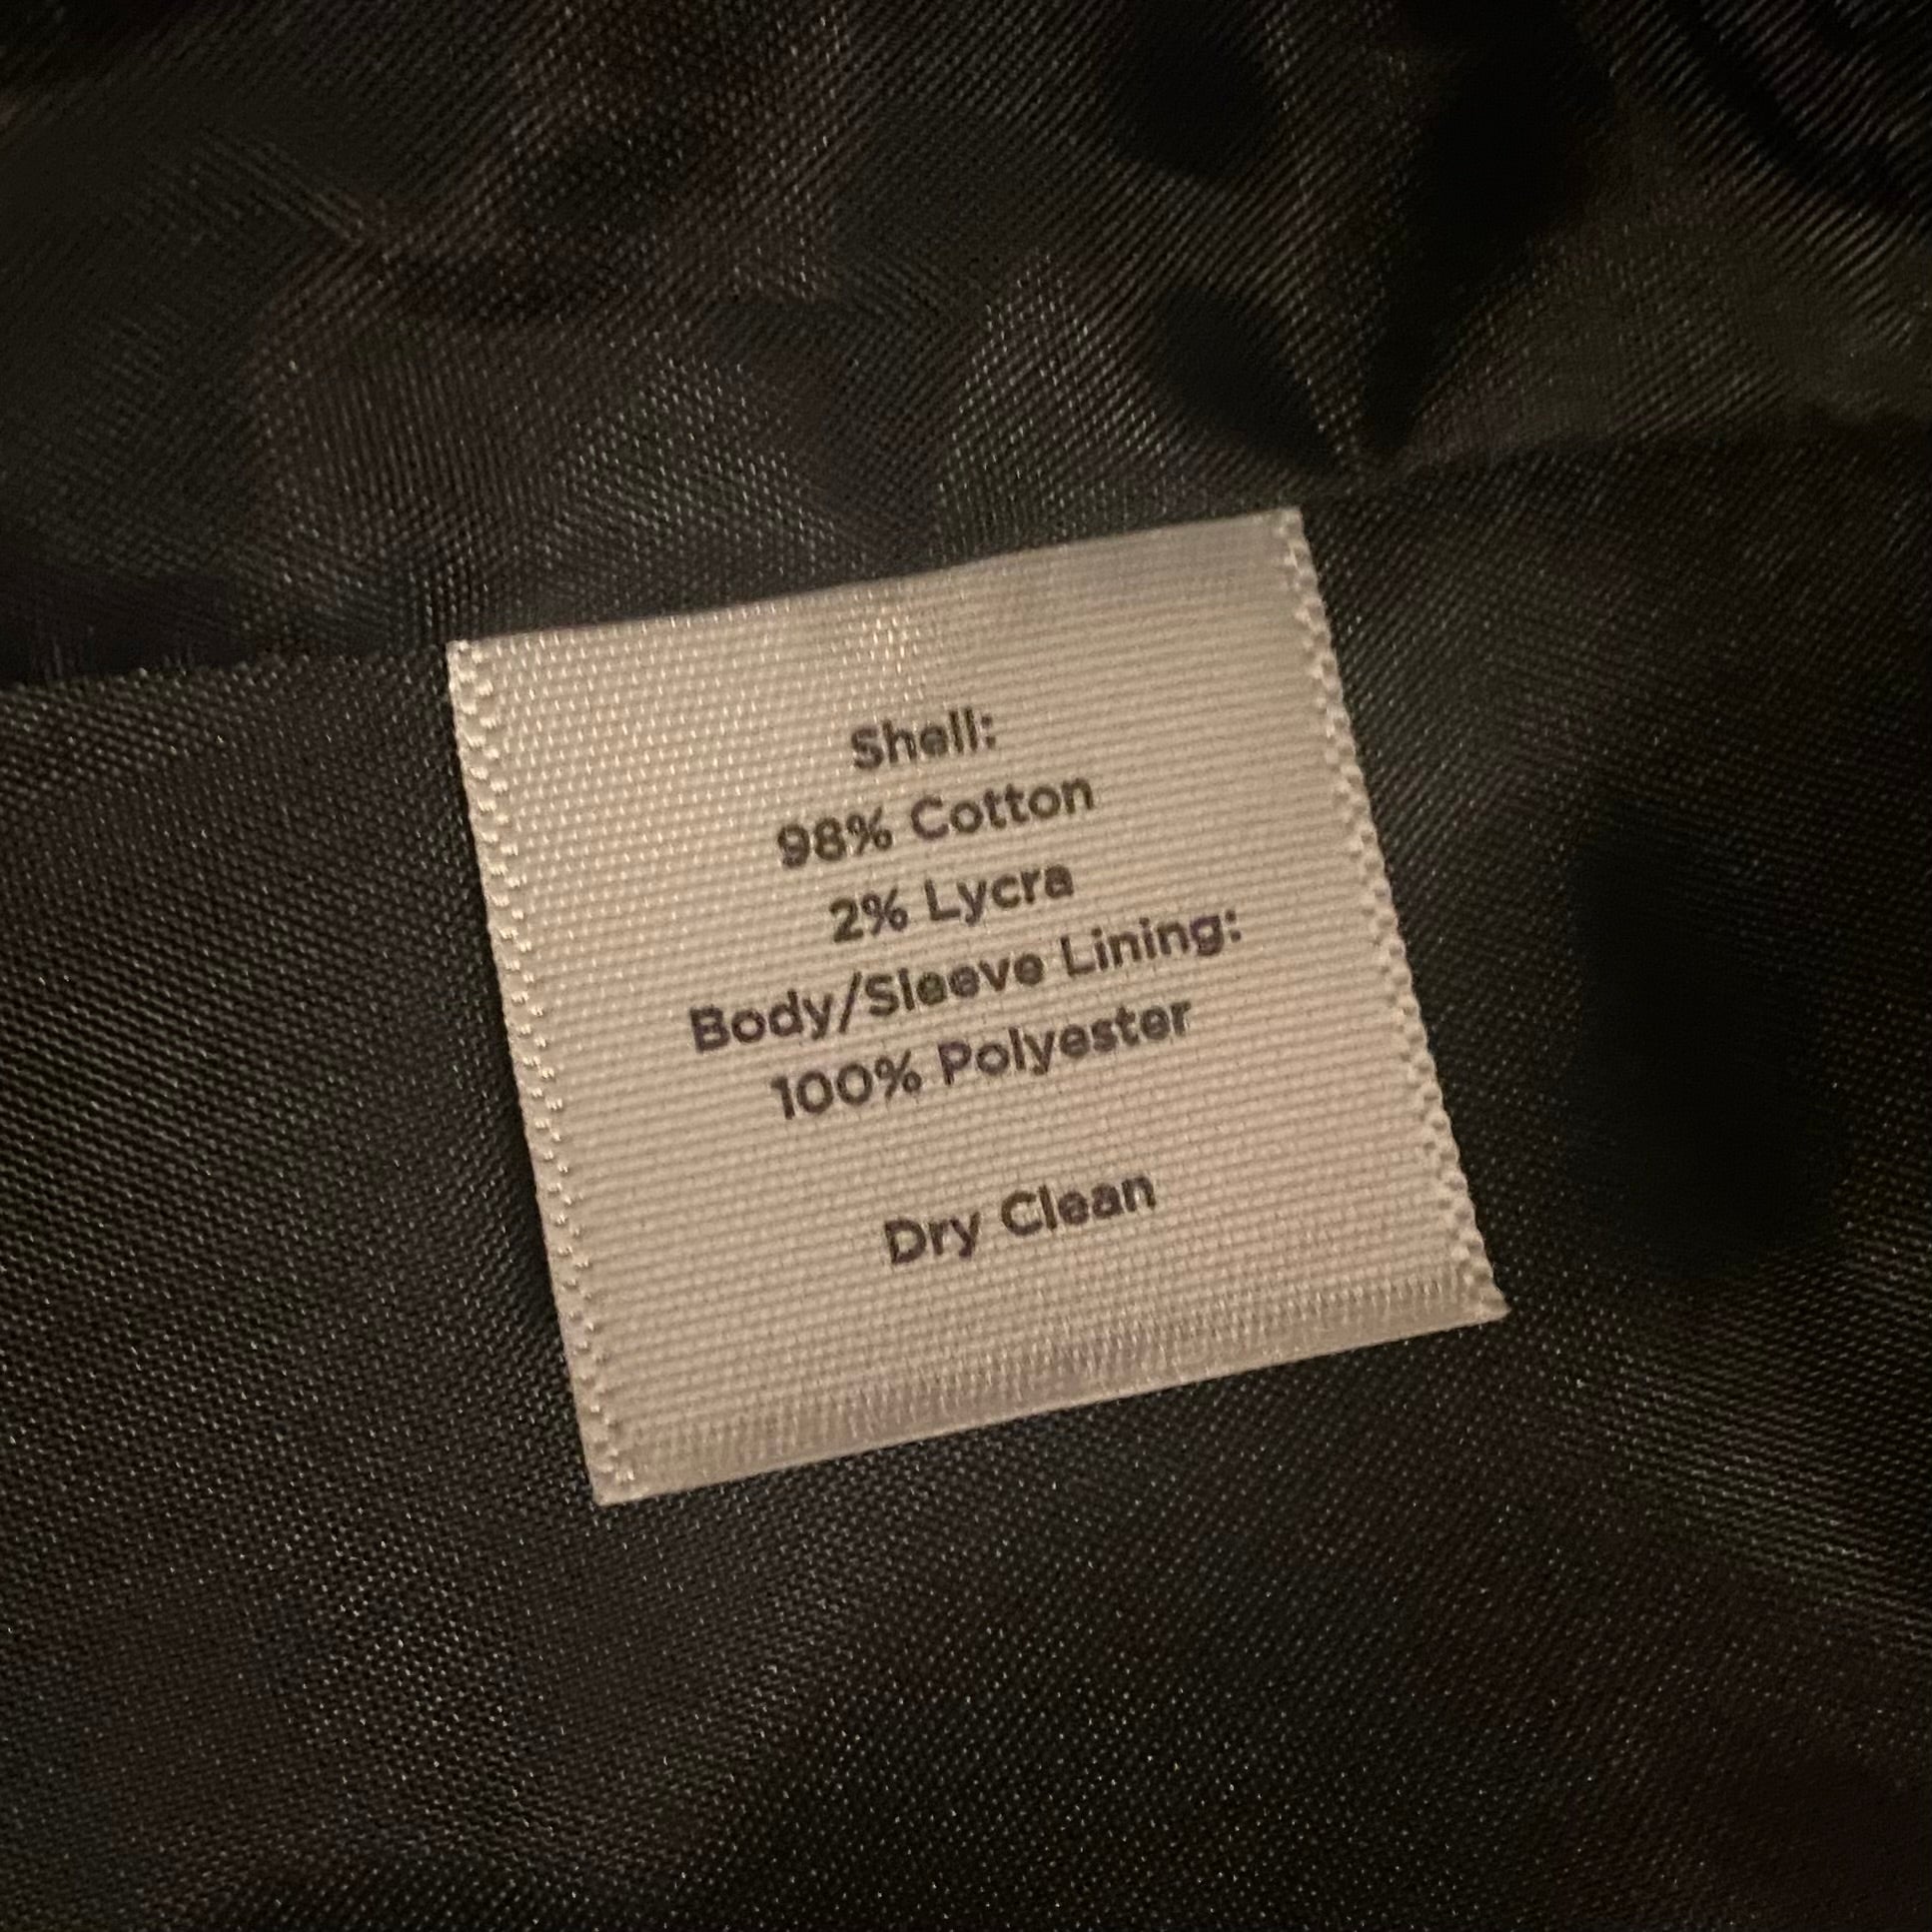 Shell:
98% Cotton
2% Lycra
Body/Sleeve Lining:
100% Polyester
Dry Clean